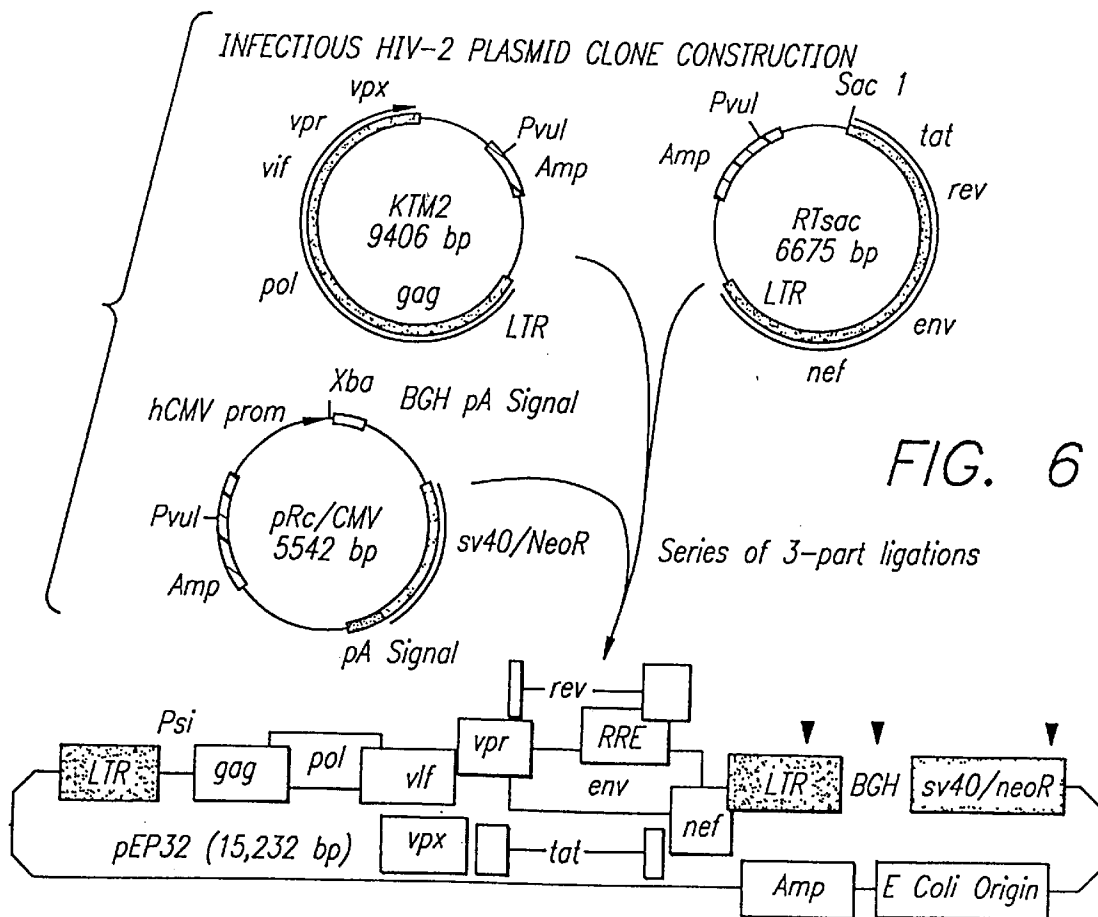 INFECTIOUS HIV-2 PLASMID CLONE CONSTRUCTION
vpx
vpr
vif
pol
gag
LTR
PvuI
Amp
KTM2
9406 bp
Sac 1
PvuI
Amp
tat
rev
RTsac
6675 bp
LTR
env
nef
Xba
hCMV prom
BGH pA Signal
PvuI
pRc/CMV
5542 bp
sv40/NeoR
Amp
pA Signal
FIG. 6
Series of 3-part ligations
rev
Psi
LTR
gag
pol
vif
vpr
RRE
env
LTR
BGH
sv40/neoR
pEP32 (15,232 bp)
vpx
tat
nef
Amp
E Coli Origin